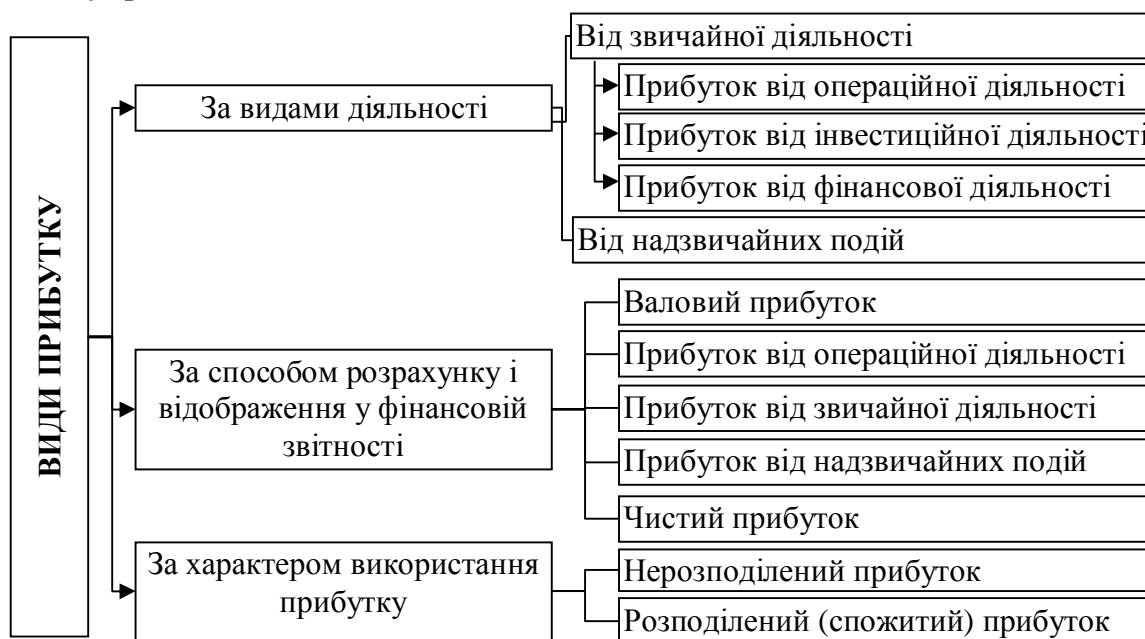 ВИДИ ПРИБУТКУ
За видами діяльності
Від звичайної діяльності
Прибуток від операційної діяльності
Прибуток від інвестиційної діяльності
Прибуток від фінансової діяльності
Від надзвичайних подій
За способом розрахунку і
відображення у фінансовій
звітності
Валовий прибуток
Прибуток від операційної діяльності
Прибуток від звичайної діяльності
Прибуток від надзвичайних подій
Чистий прибуток
За характером використання
прибутку
Нерозподілений прибуток
Розподілений (спожитий) прибуток